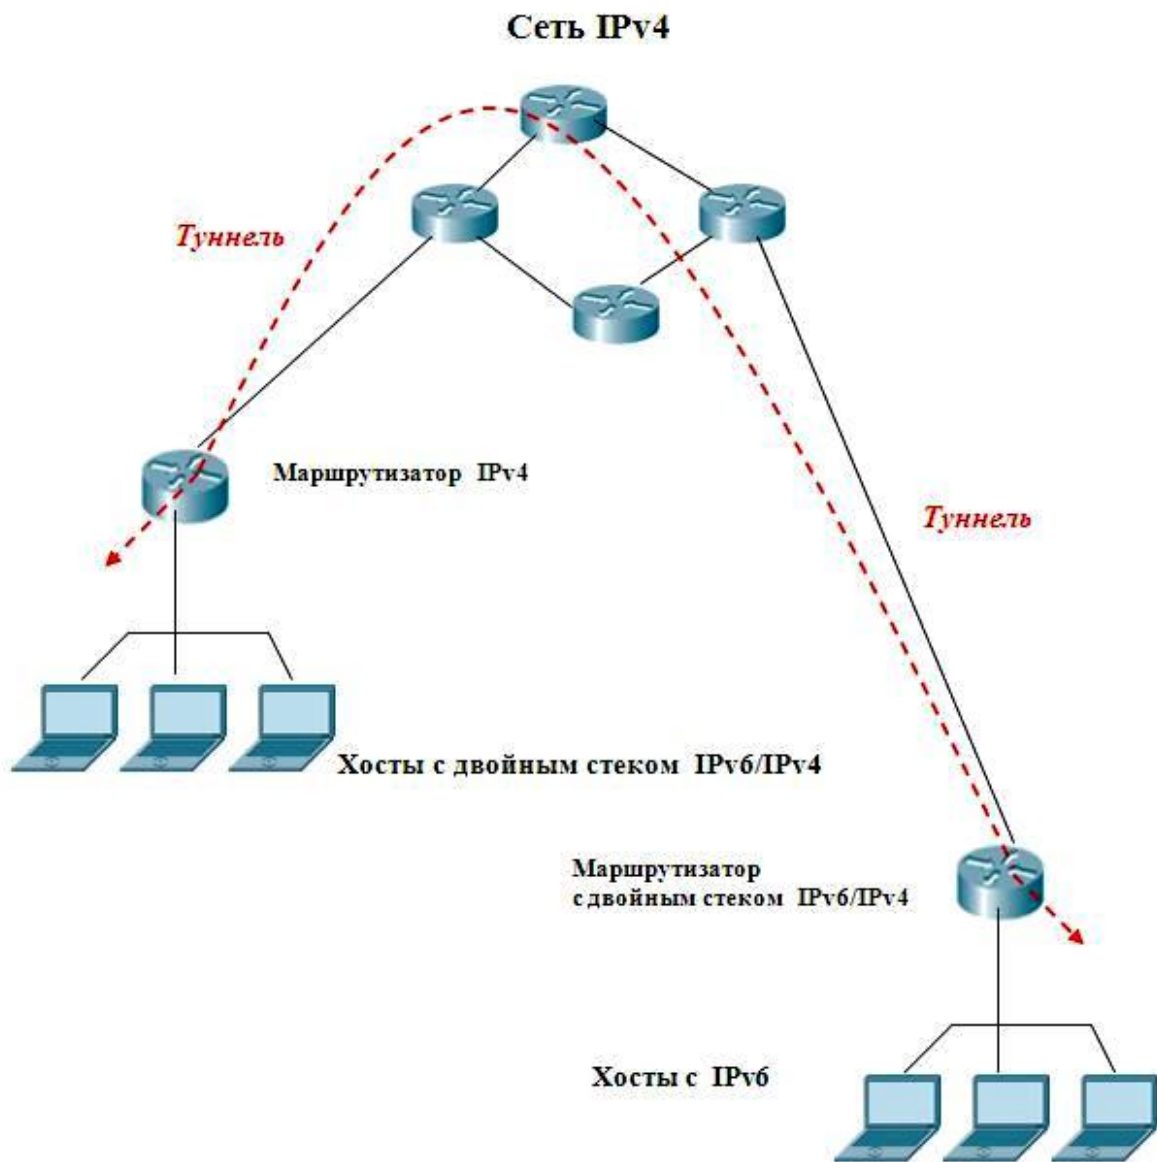 Сеть IPv4
Туннель
Маршрутизатор IPv4
Туннель
Хосты с двойным стеком IPv6/IPv4
Маршрутизатор
с двойным стеком IPv6/IPv4
Хосты с IPv6